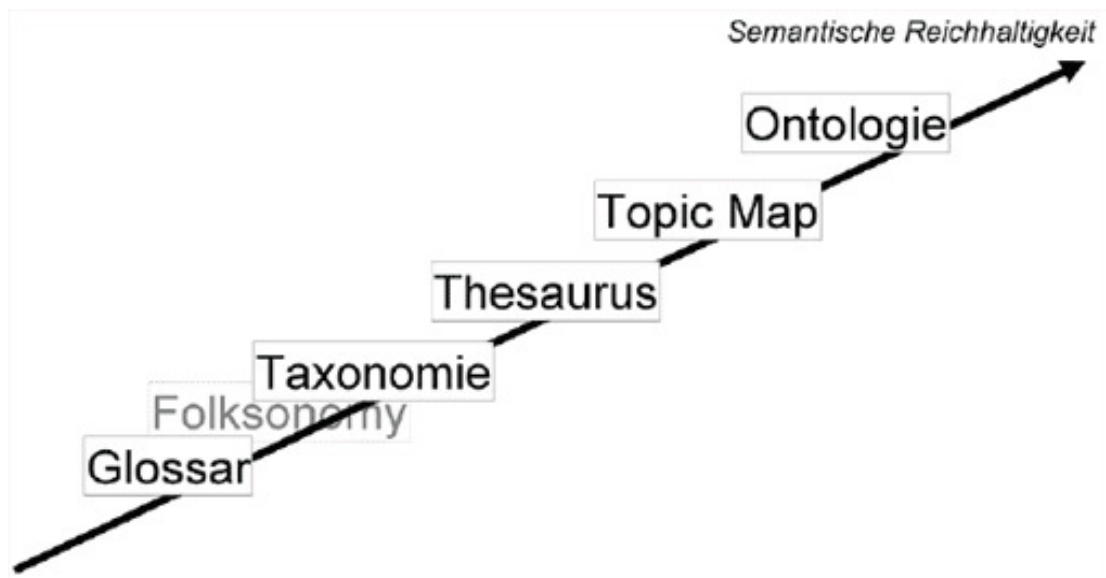 Semantische Reichhaltigkeit
Ontologie
Topic Map
Thesaurus
Taxonomie
Folksonomy
Glossar